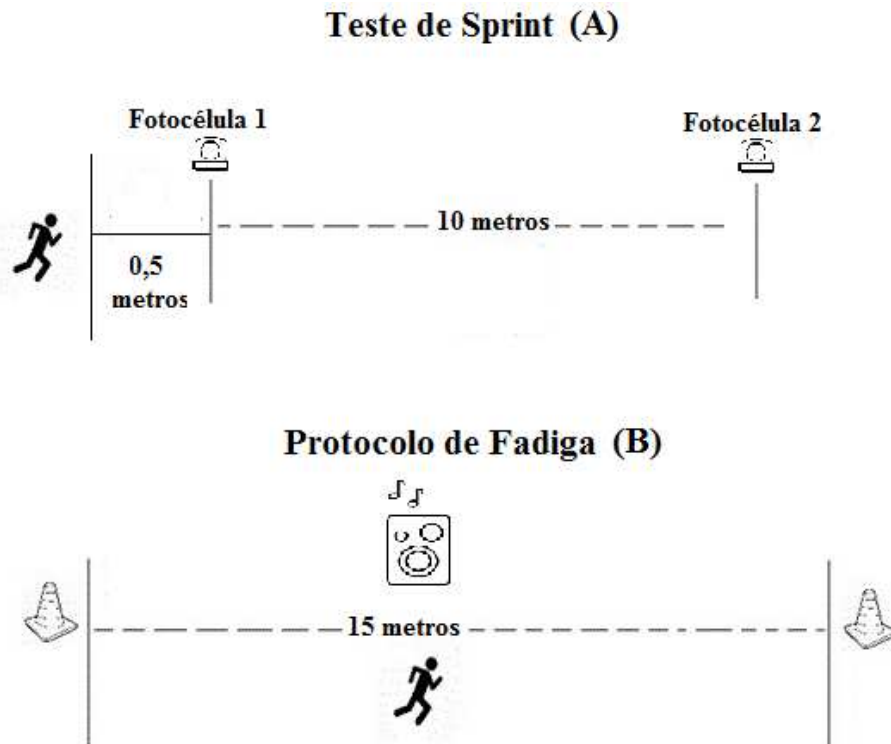 Teste de Sprint (A)
Fotocélula 1
Fotocélula 2
10 metros
0,5
metros
Protocolo de Fadiga (B)
15 metros